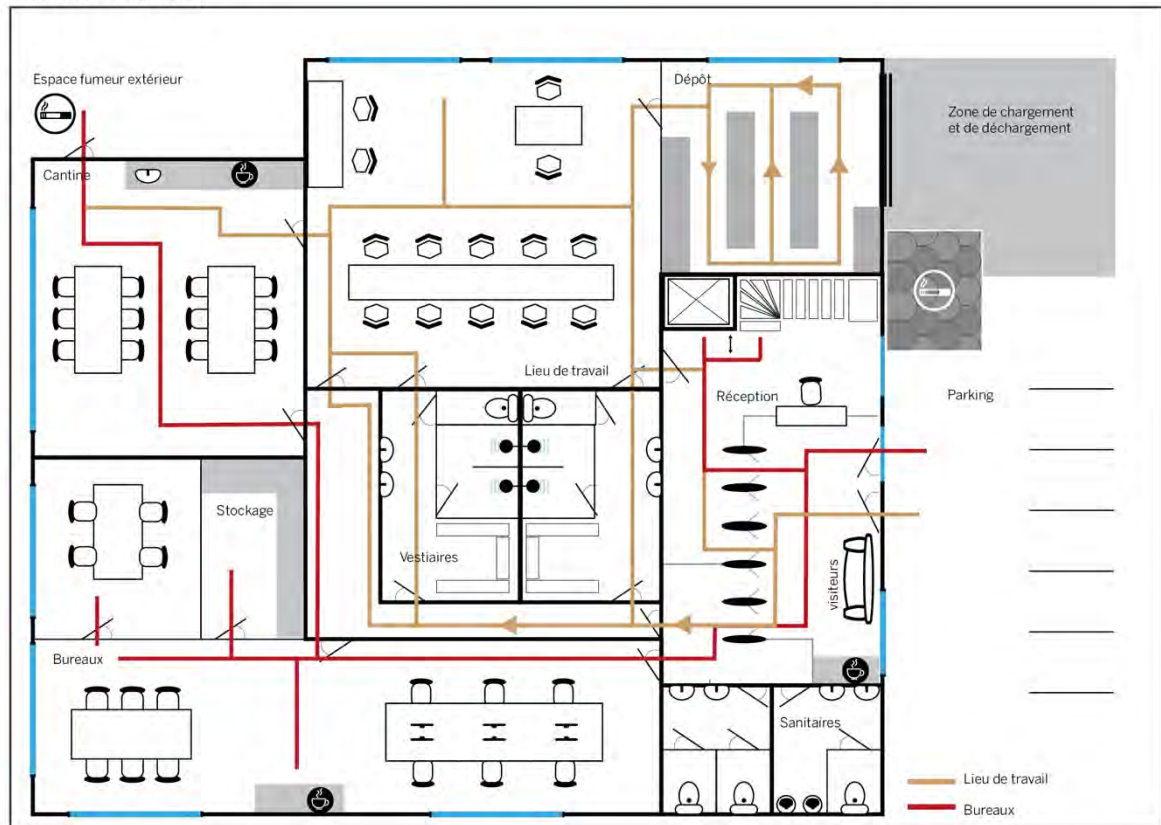 Espace fumeur extérieur
Dépôt
Zone de chargement
et de déchargement
Cantine
Lieu de travail
Réception
Parking
Stockage
Vestiaires
visiteurs
Bureaux
Sanitaires
Lieu de travail
Bureaux